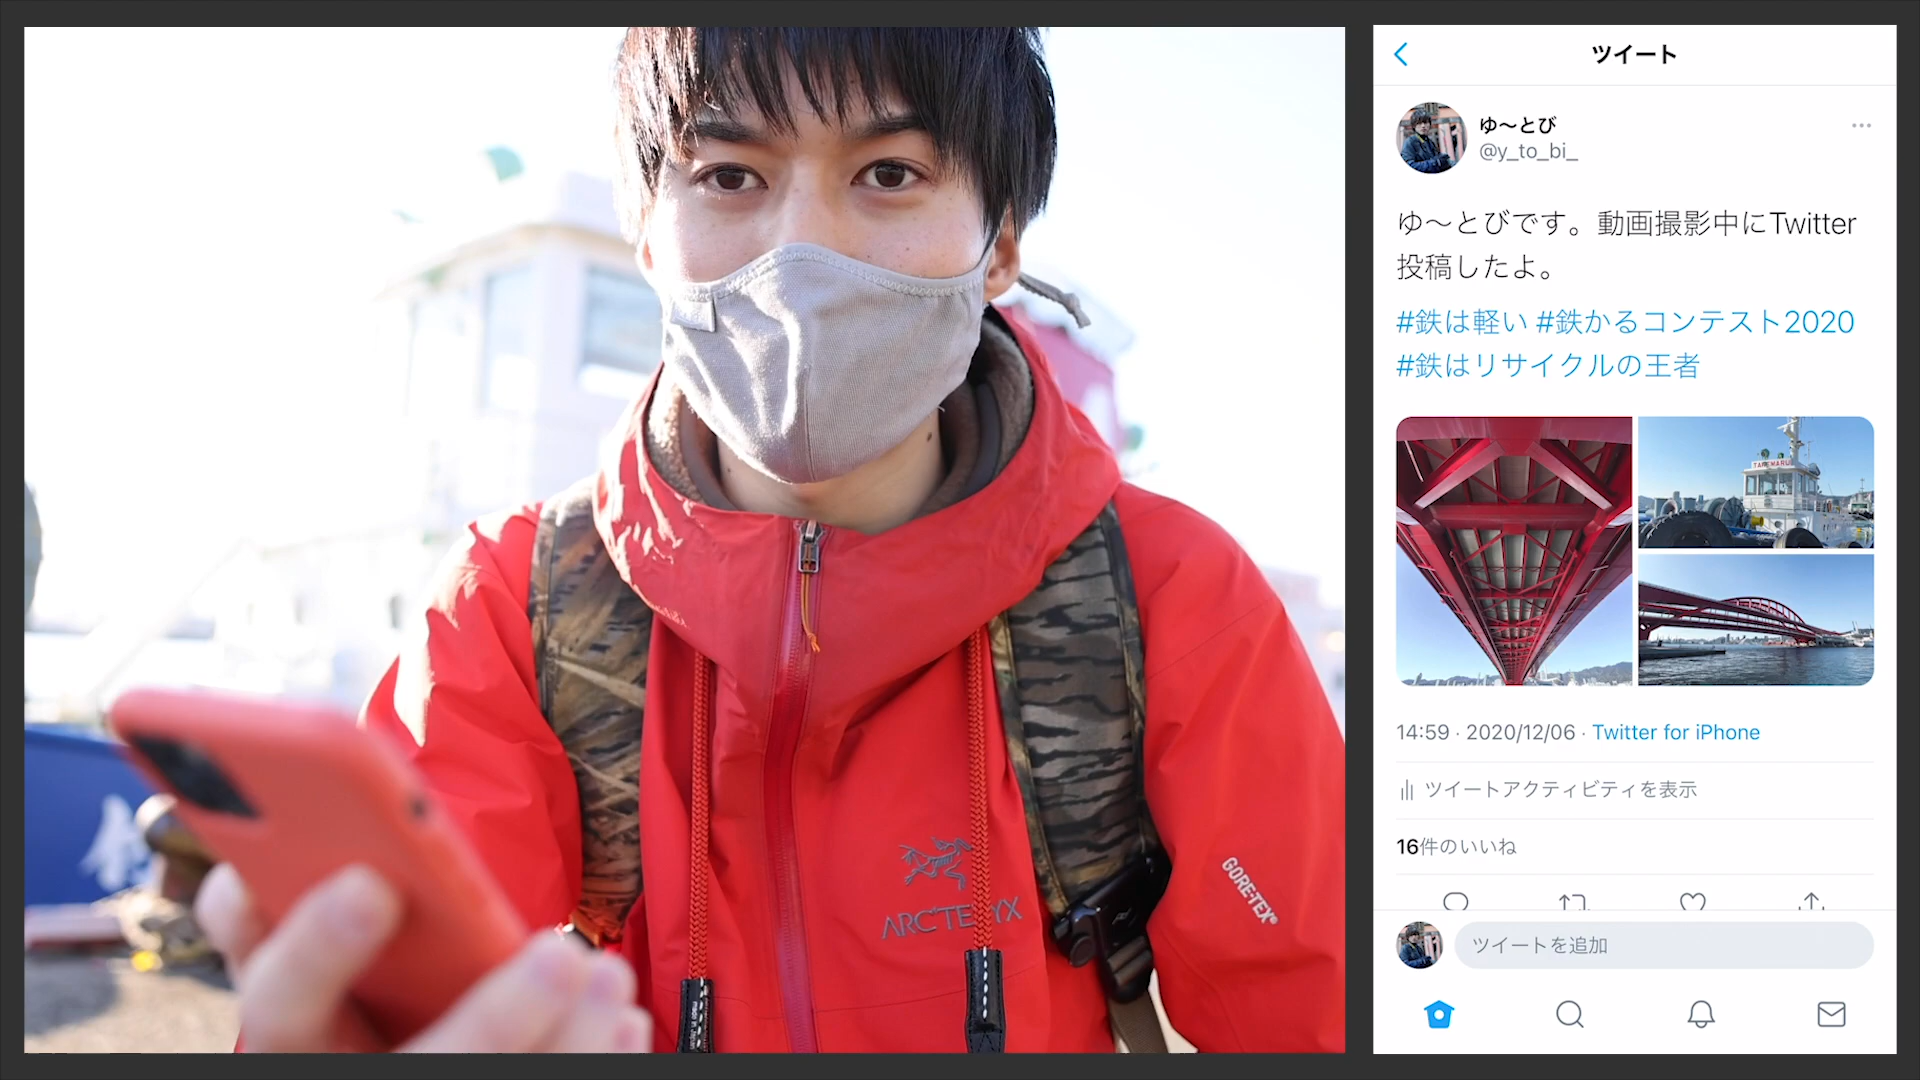 ARC'TERYX
GORE-TEX®
ツイート
ゆ〜とび
@y_to_bi_
ゆ〜とびです。動画撮影中にTwitter
投稿したよ。
#鉄は軽い #鉄かるコンテスト2020
#鉄はリサイクルの王者
14:59 · 2020/12/06 · Twitter for iPhone
ツイートアクティビティを表示
16件のいいね
ツイートを追加